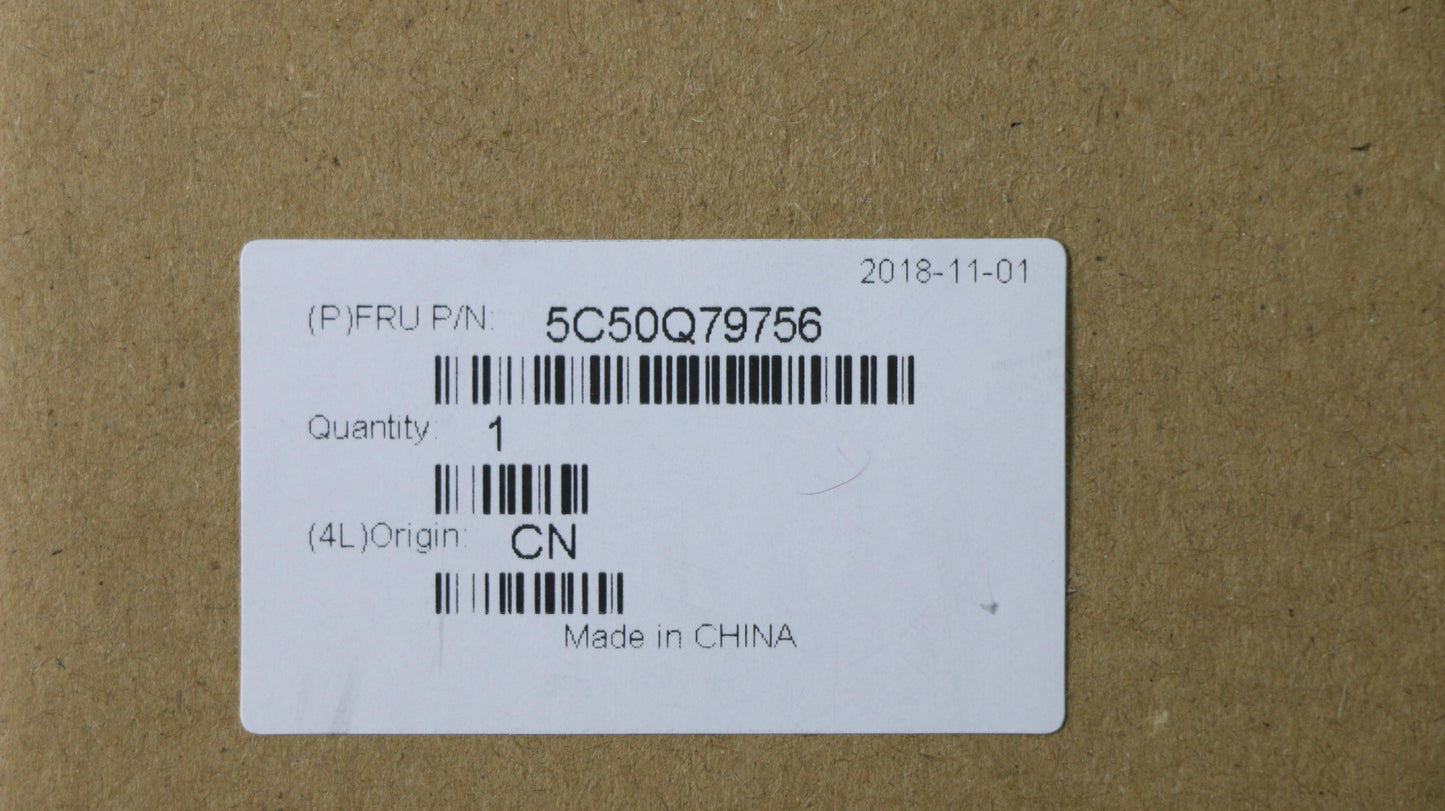 2018-11-01
(P)FRU P/N: 5C50Q79756
Quantity: 1
(4L)Origin: CN
Made in CHINA